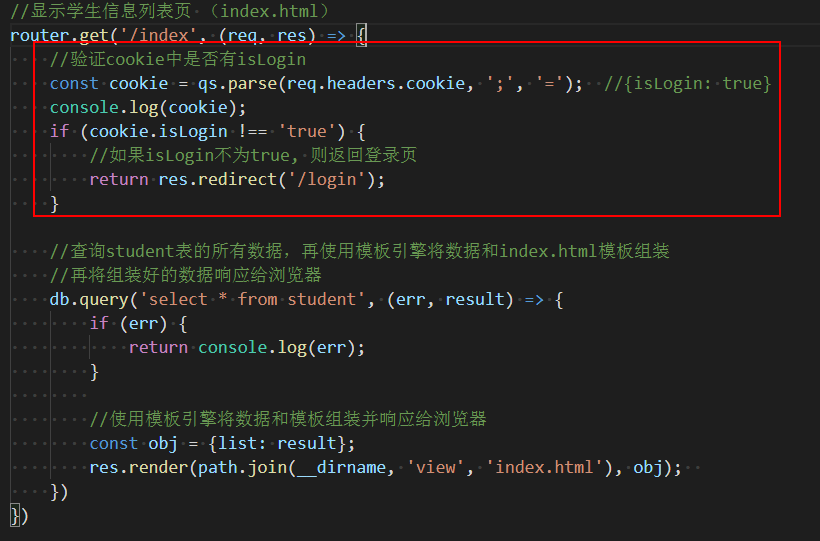 //显示学生信息列表页 （index.html）
router.get('/index', (req, res) => {
    //验证cookie中是否有isLogin
    const cookie = qs.parse(req.headers.cookie, ';', '=');  //{isLogin: true}
    console.log(cookie);
    if (cookie.isLogin !== 'true') {
        //如果isLogin不为true, 则返回登录页
        return res.redirect('/login');
    }
    //查询student表的所有数据，再使用模板引擎将数据和index.html模板组装
    //再将组装好的数据响应给浏览器
    db.query('select * from student', (err, result) => {
        if (err) {
            return console.log(err);
        }
        //使用模板引擎将数据和模板组装并响应给浏览器
        const obj = {list: result};
        res.render(path.join(__dirname, 'view', 'index.html'), obj);
    })
})